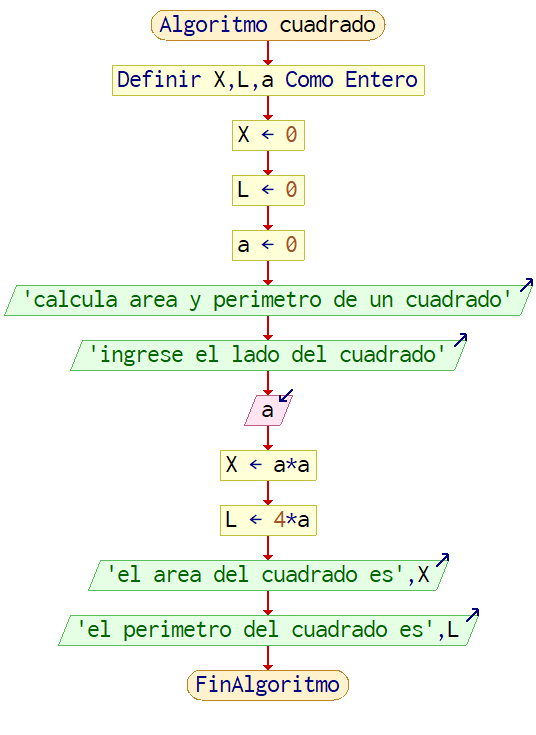 Algoritmo cuadrado
Definir X,L,a Como Entero
X ← 0
L ← 0
a ← 0
'calcula area y perimetro de un cuadrado'
'ingrese el lado del cuadrado'
a
X ← a*a
L ← 4*a
'el area del cuadrado es',X
'el perimetro del cuadrado es',L
FinAlgoritmo